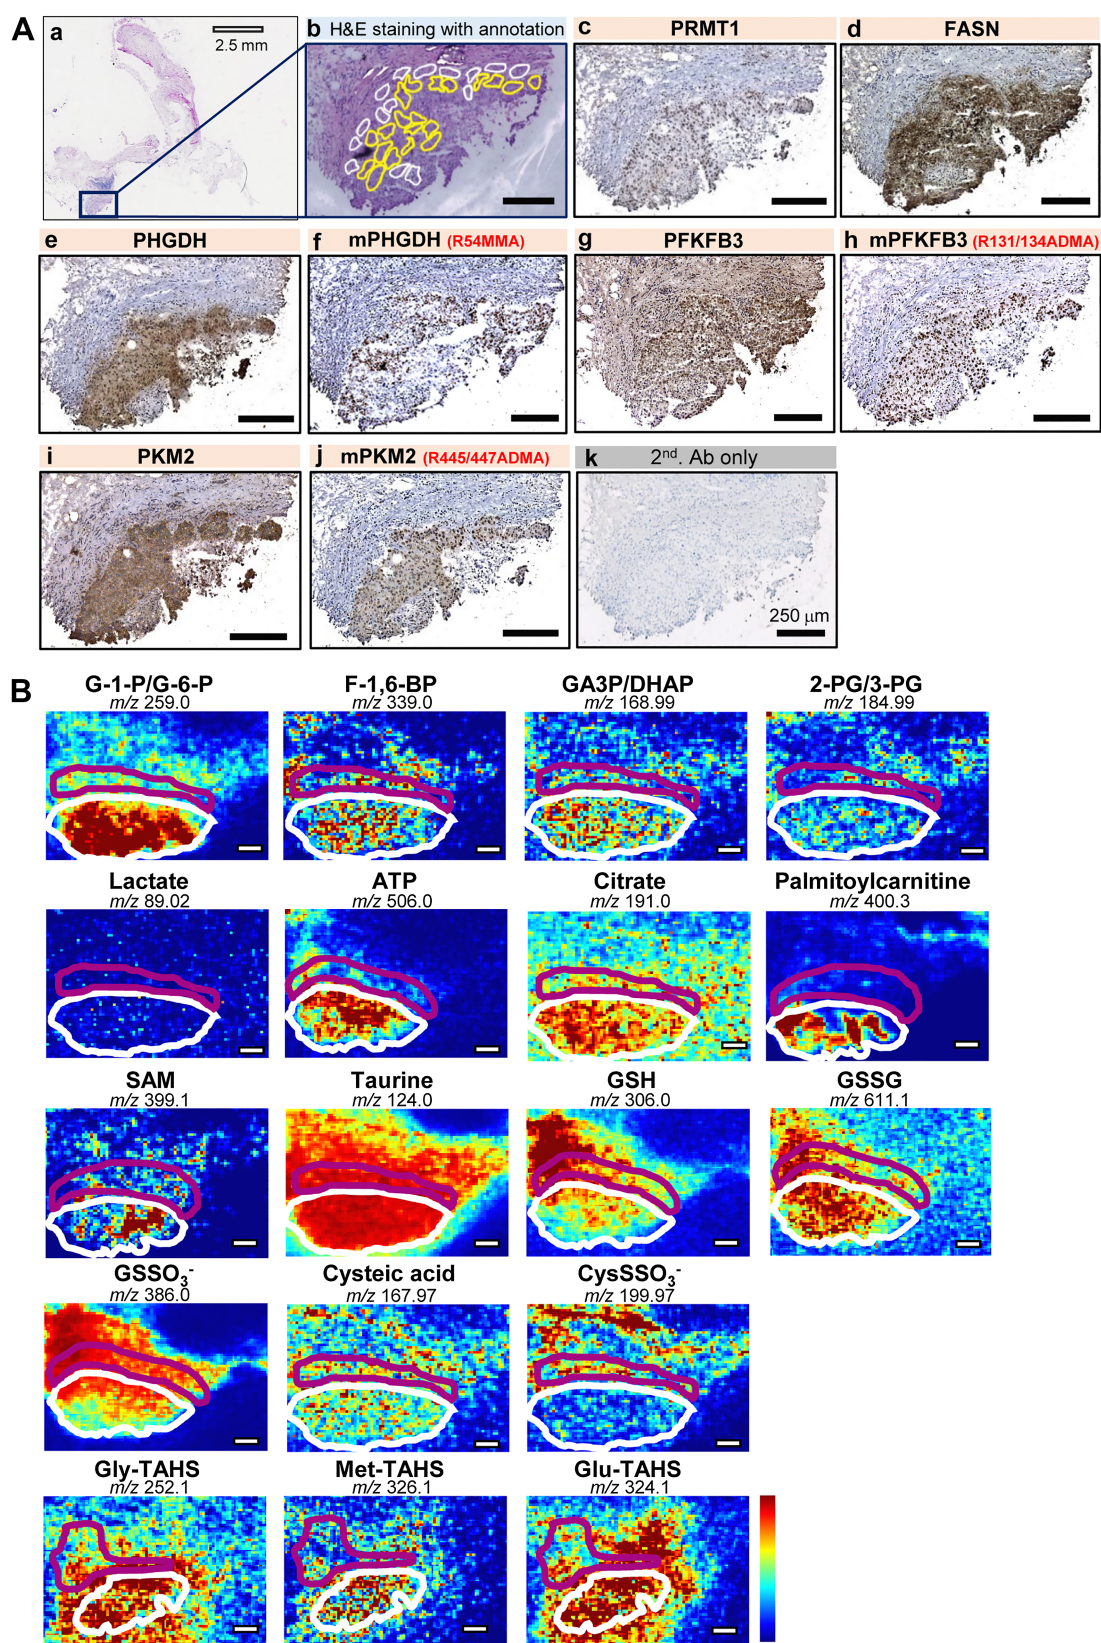 A
a
2.5 mm
b H&E staining with annotation
c PRMT1
d FASN
e PHGDH
f mPHGDH (R54MMA)
g PFKFB3
h mPFKFB3 (R131/134ADMA)
i PKM2
j mPKM2 (R445/447ADMA)
k 2nd. Ab only
250 μm
B
G-1-P/G-6-P
m/z 259.0
F-1,6-BP
m/z 339.0
GA3P/DHAP
m/z 168.99
2-PG/3-PG
m/z 184.99
Lactate
m/z 89.02
ATP
m/z 506.0
Citrate
m/z 191.0
Palmitoylcarnitine
m/z 400.3
SAM
m/z 399.1
Taurine
m/z 124.0
GSH
m/z 306.0
GSSG
m/z 611.1
GSSO3-
m/z 386.0
Cysteic acid
m/z 167.97
CysSSO3-
m/z 199.97
Gly-TAHS
m/z 252.1
Met-TAHS
m/z 326.1
Glu-TAHS
m/z 324.1